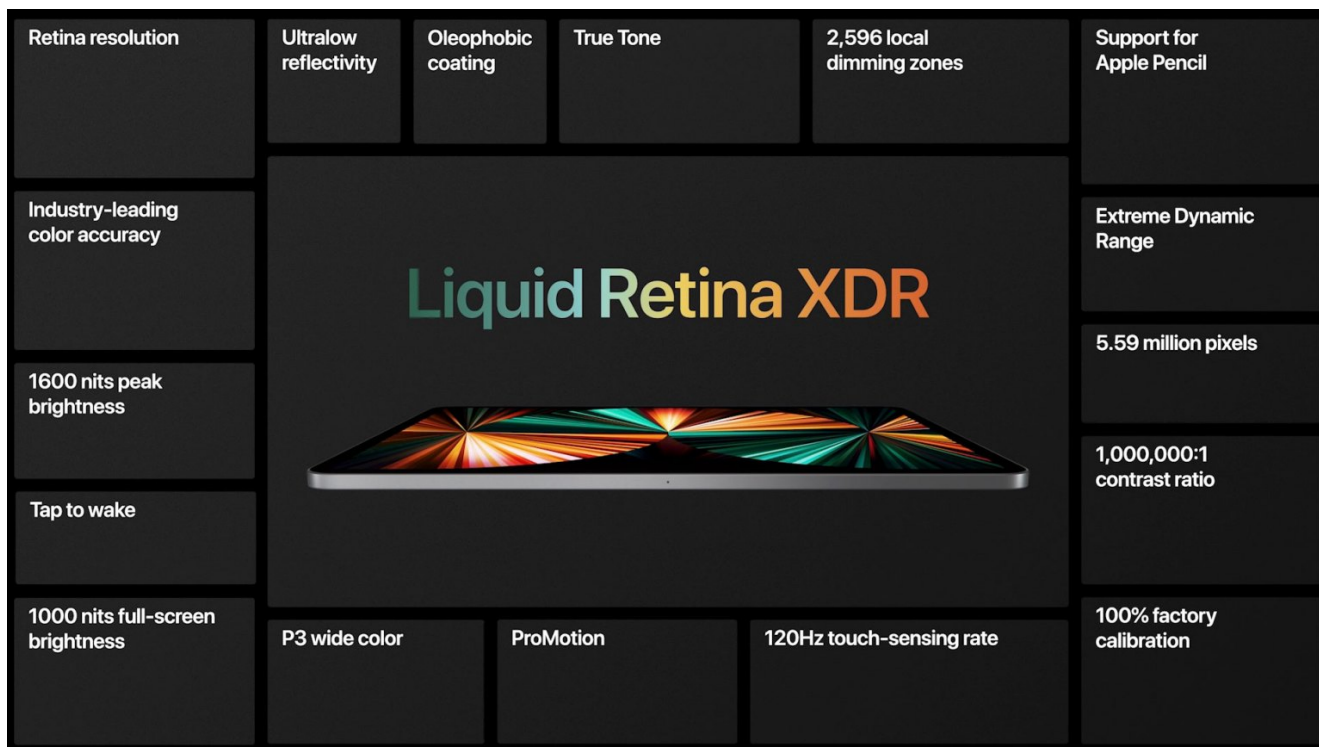 Retina resolution
Ultralow
reflectivity
Oleophobic
coating
True Tone
2,596 local
dimming zones
Support for
Apple Pencil
Industry-leading
color accuracy
Extreme Dynamic
Range
Liquid Retina XDR
5.59 million pixels
1600 nits peak
brightness
1,000,000:1
contrast ratio
Tap to wake
1000 nits full-screen
brightness
P3 wide color
ProMotion
120Hz touch-sensing rate
100% factory
calibration